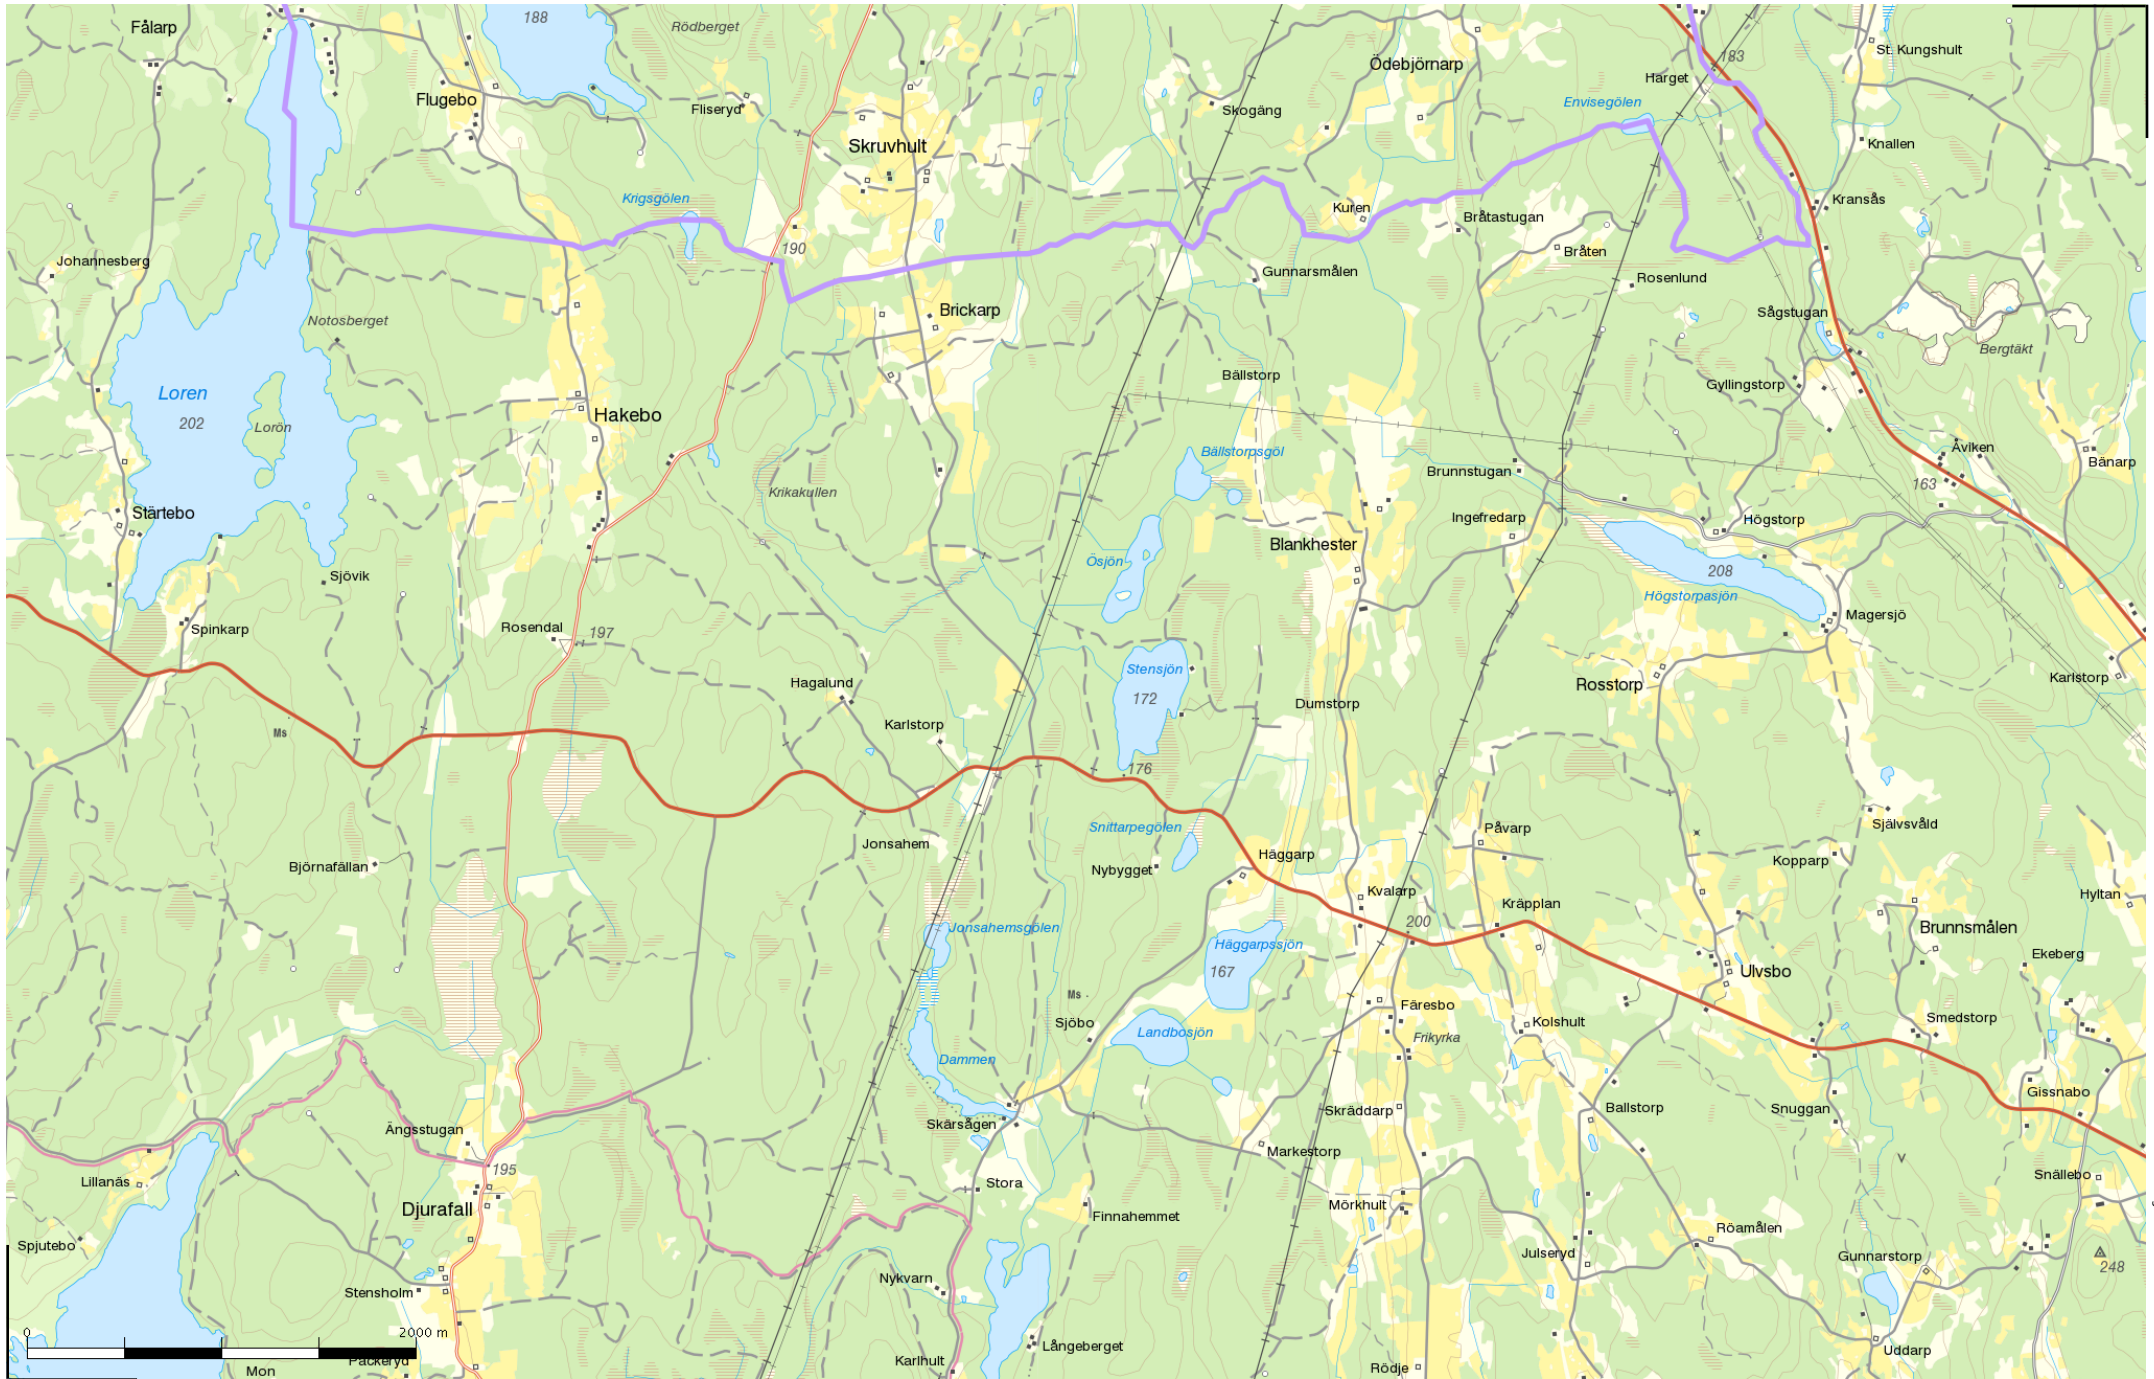 188
Rödberget
Fålarp
St. Kungshult
183
Ödebjörnarp
Harget
Flugebo
Fliseryd
Skogäng
Envisegölen
Skruvhult
Knallen
Krigsgölen
Kuren
Bråtastugan
Kransås
190
Bråten
Johannesberg
Gunnarsmålen
Rosenlund
Notosberget
Brickarp
Sågstugan
Bergtäkt
Bällstorp
Gyllingstorp
Loren
202
Lorön
Hakebo
Bällstorpsgöl
Åviken
Bänarp
Brunnstugan
Krikakullen
163
Stärtebo
Ingefredarp
Högstorp
Blankhester
Ösjön
208
Sjövik
Högstorpasjön
Magersjö
Spinkarp
Rosendal
197
Stensjön
172
Hagalund
Rosstorp
Karlstorp
Dumstorp
Karlstorp
Ms
176
Snittarpegölen
Påvarp
Självsvåld
Jonsahem
Häggarp
Kopparp
Björnafällan
Nybygget
Kvalarp
Kräpplan
Hyltan
200
Jonsahemsgölen
Brunnsmålen
Häggarpssjön
167
Ekeberg
Ulvsbo
Ms
Färesbo
Sjöbo
Landbosjön
Kolshult
Smedstorp
Frikyrka
Dammen
Gissnabo
Skräddarp
Ballstorp
Snuggan
Skärsågen
Ängsstugan
Markestorp
195
Lillanäs
Stora
Snällebo
Djurafall
Mörkhult
Finnahemmet
Röamålen
Spjutebo
Julseryd
Gunnarstorp
248
Nykvarn
Stensholm
0
2000 m
Långeberget
Uddarp
Mon
Packeryd
Karlhult
Rödje